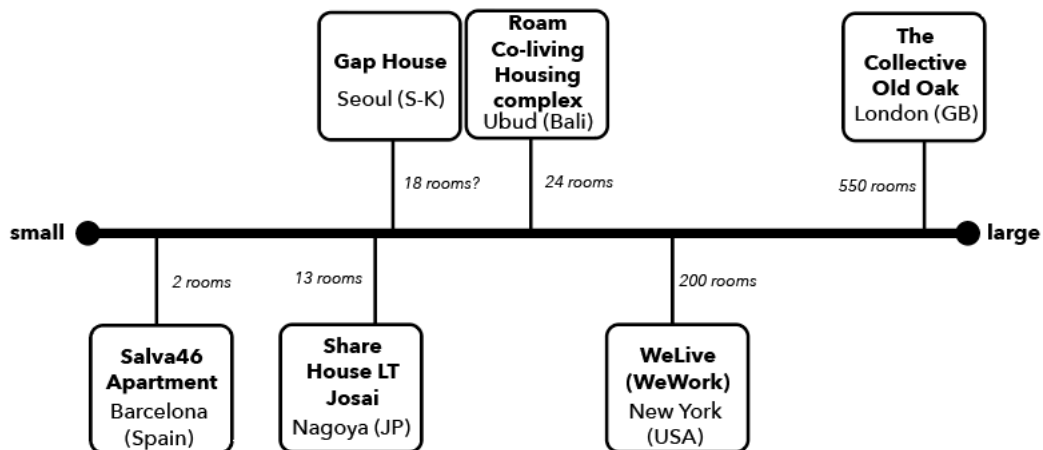 Gap House
Seoul (S-K)
Roam
Co-living
Housing
complex
Ubud (Bali)
The
Collective
Old Oak
London (GB)
18 rooms?
24 rooms
550 rooms
small
large
2 rooms
13 rooms
200 rooms
Salva46
Apartment
Barcelona
(Spain)
Share
House LT
Josai
Nagoya (JP)
WeLive
(WeWork)
New York
(USA)